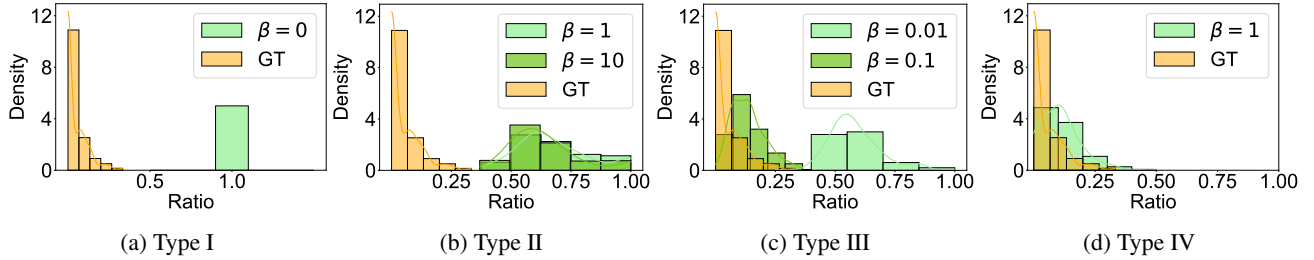 12
8
4
0
Density
β = 0
GT
0.5
1.0
Ratio
(a) Type I
12
8
4
0
Density
β = 1
β = 10
GT
0.25
0.50
0.75
1.00
Ratio
(b) Type II
12
8
4
0
Density
β = 0.01
β = 0.1
GT
0.25
0.50
0.75
1.00
Ratio
(c) Type III
12
8
4
0
Density
β = 1
GT
0.25
0.50
0.75
1.00
Ratio
(d) Type IV